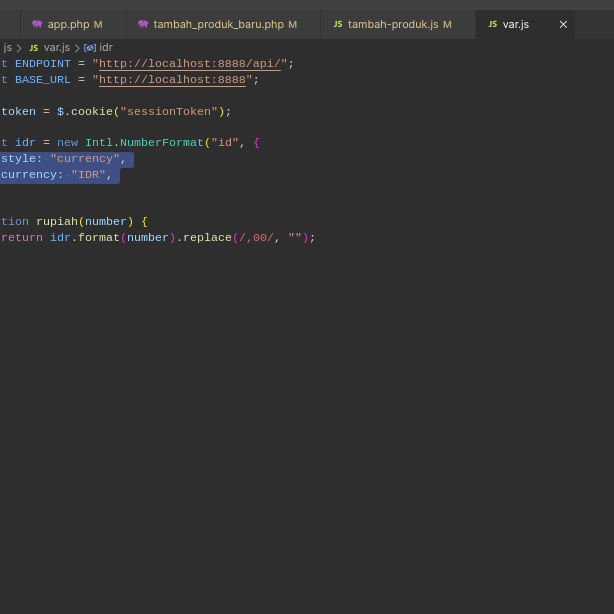 app.php M
tambah_produk_baru.php M
JS tambah-produk.js M
JS var.js ×
js > JS var.js > idr
t ENDPOINT = "http://localhost:8888/api/";
t BASE_URL = "http://localhost:8888";
token = $.cookie("sessionToken");
t idr = new Intl.NumberFormat("id", {
style: "currency",
currency: "IDR",
tion rupiah(number) {
return idr.format(number).replace(/,00/, "");